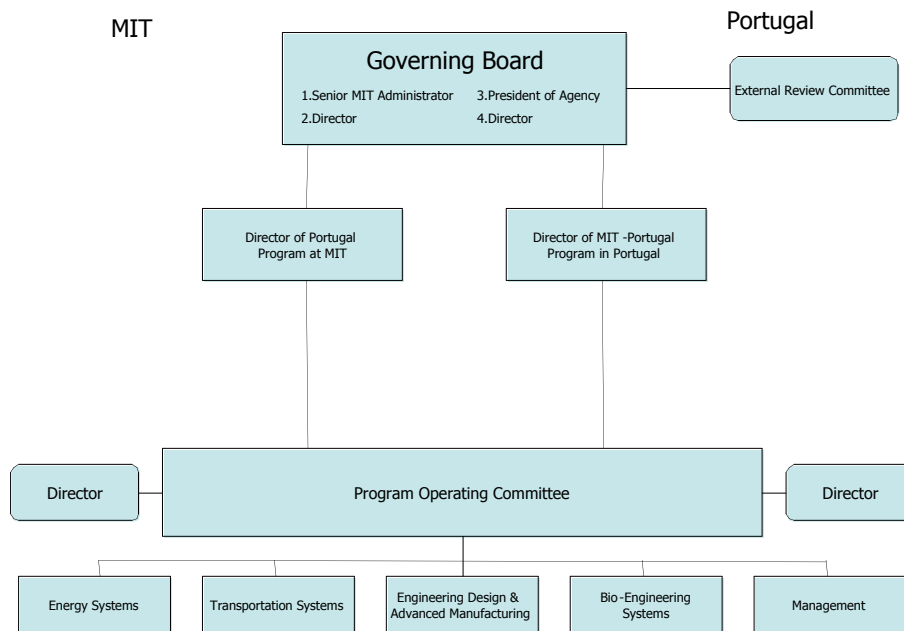 MIT
Portugal
Governing Board
1.Senior MIT Administrator
3.President of Agency
2.Director
4.Director
External Review Committee
Director of Portugal
Program at MIT
Director of MIT -Portugal
Program in Portugal
Director
Program Operating Committee
Director
Energy Systems
Transportation Systems
Engineering Design &
Advanced Manufacturing
Bio -Engineering
Systems
Management